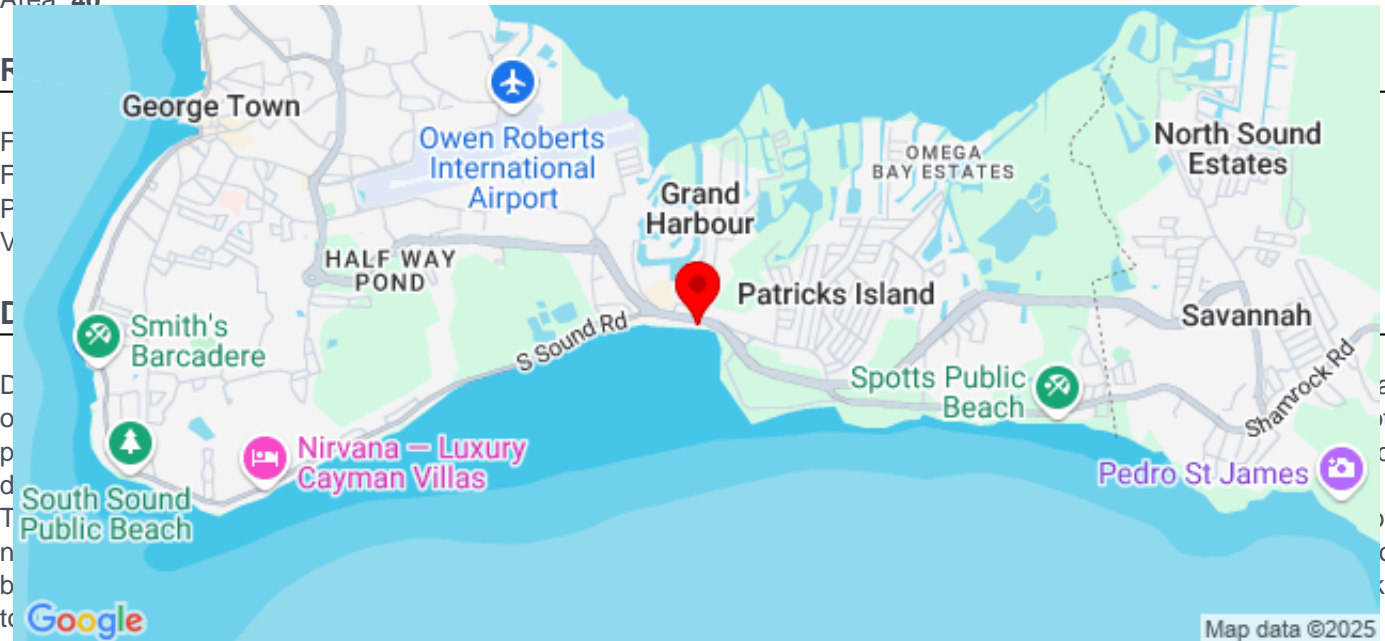 Area 40
George Town
Owen Roberts
International
Airport
OMEGA
BAY ESTATES
North Sound
Estates
Grand
Harbour
HALF WAY
POND
Patricks Island
Savannah
Smith's
Barcadere
S Sound Rd
Spotts Public
Beach
Shamrock Rd
Nirvana — Luxury
Cayman Villas
Pedro St James
South Sound
Public Beach
Google
Map data ©2025